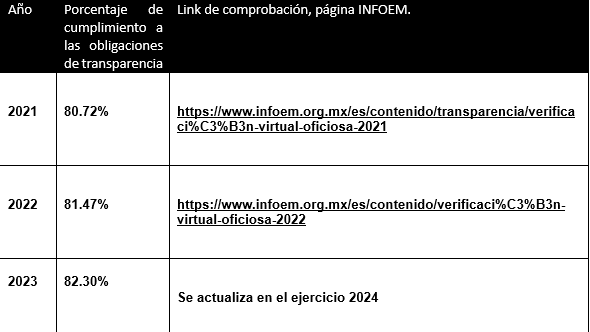 Año
Porcentaje de
cumplimiento a
las obligaciones
de transparencia
Link de comprobación, página INFOEM.
2021
80.72%
https://www.infoem.org.mx/es/contenido/transparencia/verifica
ci%C3%B3n-virtual-oficiosa-2021
2022
81.47%
https://www.infoem.org.mx/es/contenido/verificaci%C3%B3n-
virtual-oficiosa-2022
2023
82.30%
Se actualiza en el ejercicio 2024